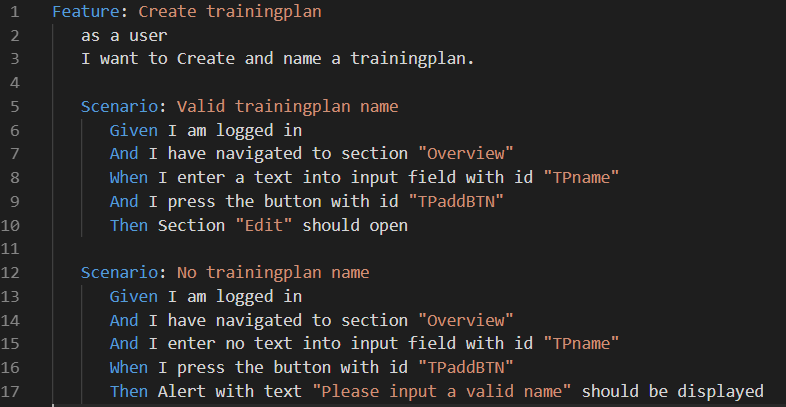 1 Feature: Create trainingplan
2 as a user
3 I want to Create and name a trainingplan.
4
5 Scenario: Valid trainingplan name
6 Given I am logged in
7 And I have navigated to section "Overview"
8 When I enter a text into input field with id "TPname"
9 And I press the button with id "TPaddBTN"
10 Then Section "Edit" should open
11
12 Scenario: No trainingplan name
13 Given I am logged in
14 And I have navigated to section "Overview"
15 And I enter no text into input field with id "TPname"
16 When I press the button with id "TPaddBTN"
17 Then Alert with text "Please input a valid name" should be displayed